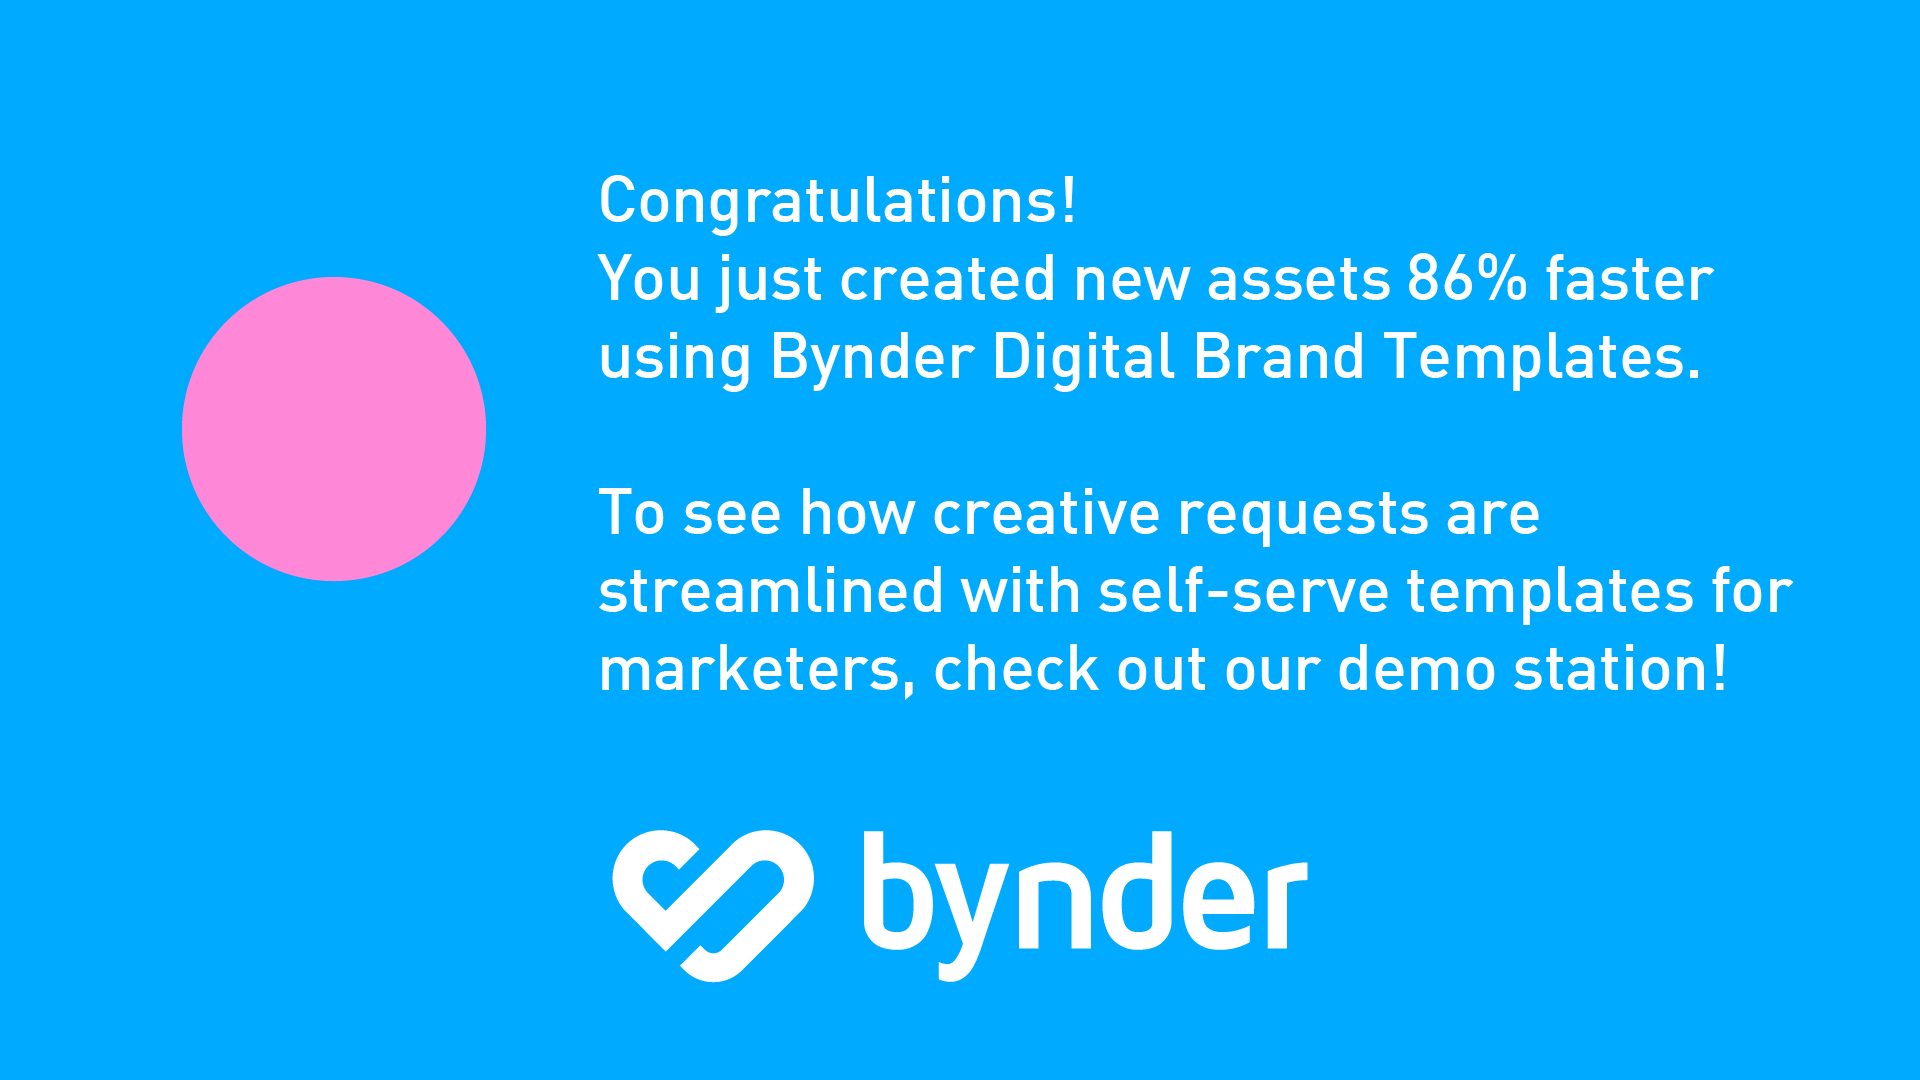 Congratulations!
You just created new assets 86% faster
using Bynder Digital Brand Templates.
To see how creative requests are
streamlined with self-serve templates for
marketers, check out our demo station!
bynder